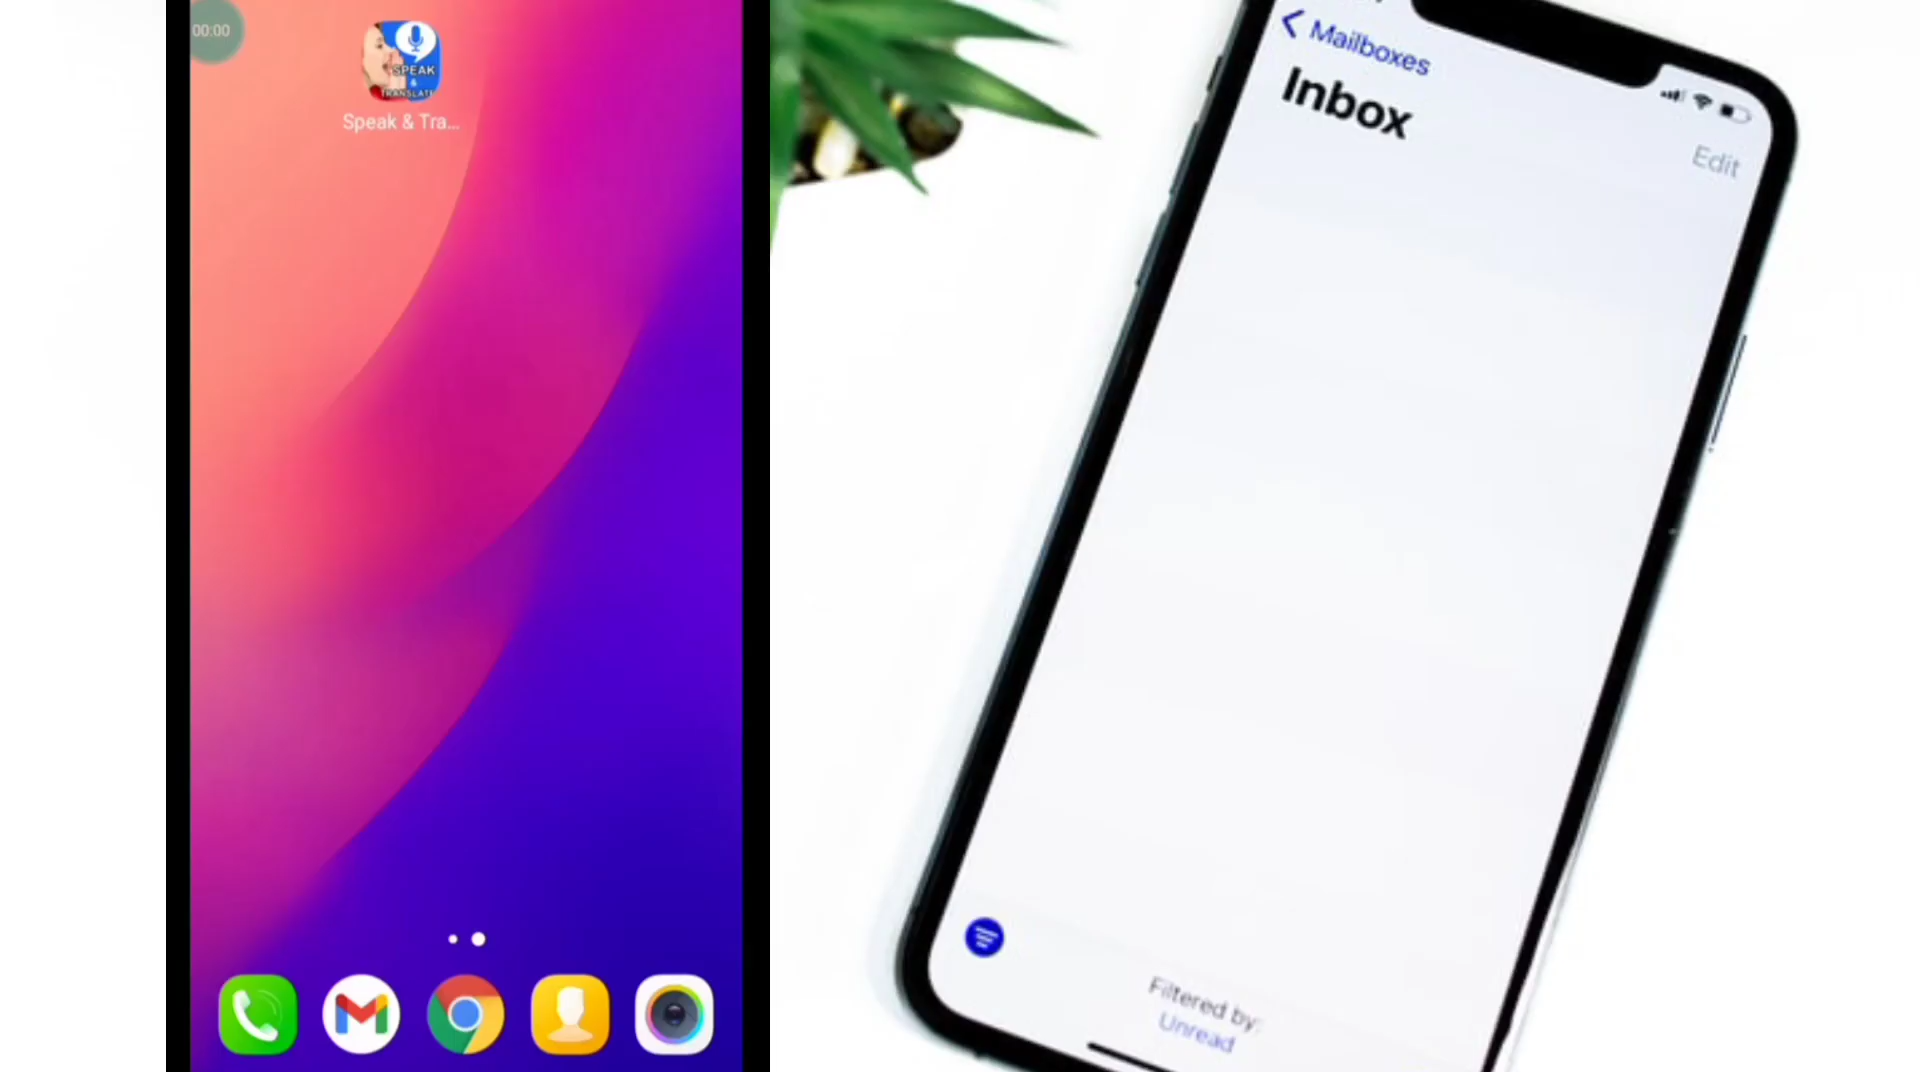 00:00
SPEAK
&
TRANSLATE
Speak & Tra...
Mailboxes
Inbox
Edit
Filtered by:
Unread